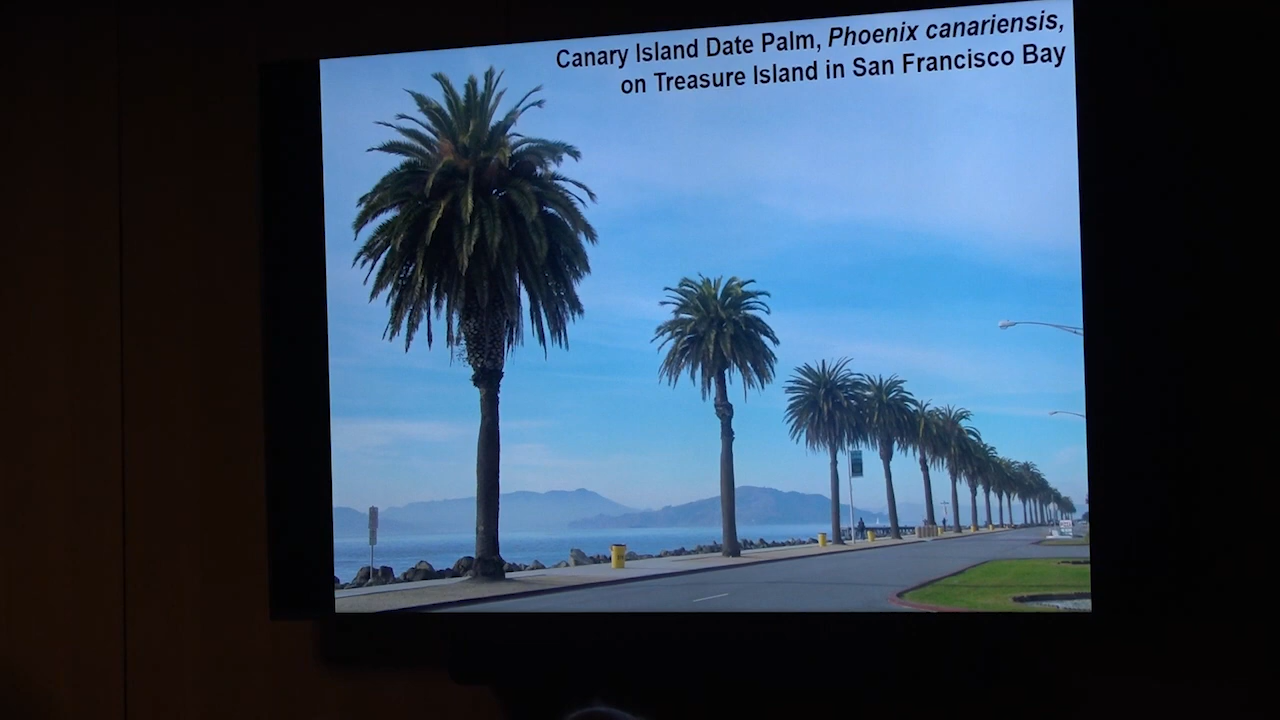 Canary Island Date Palm, Phoenix canariensis,
on Treasure Island in San Francisco Bay